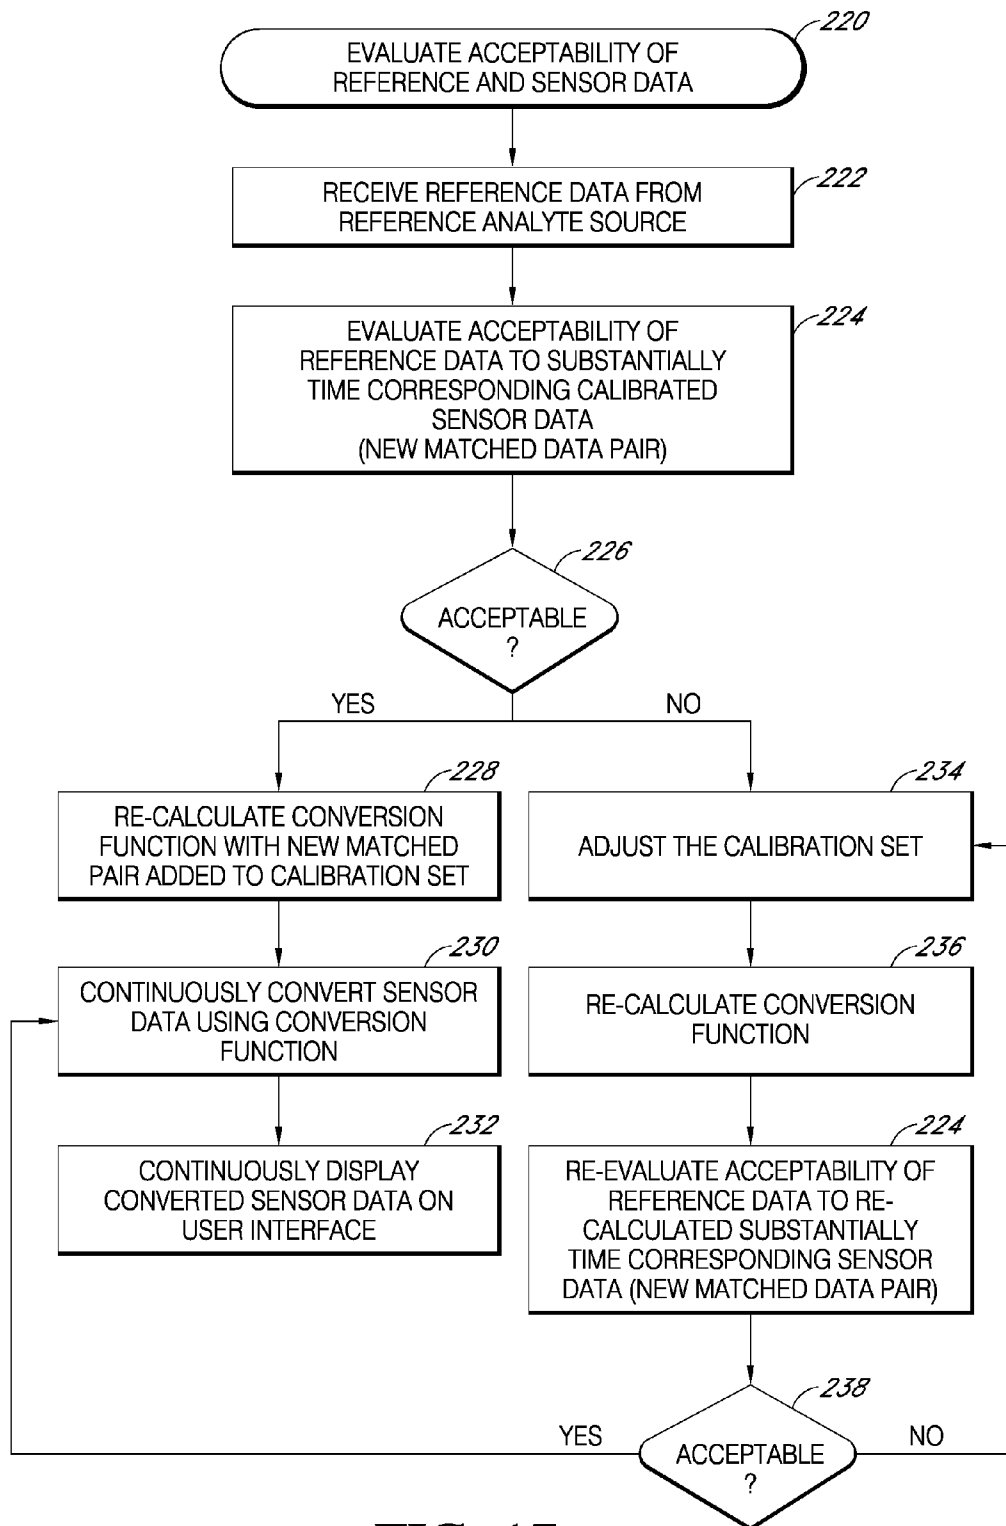 220
EVALUATE ACCEPTABILITY OF
REFERENCE AND SENSOR DATA
222
RECEIVE REFERENCE DATA FROM
REFERENCE ANALYTE SOURCE
224
EVALUATE ACCEPTABILITY OF
REFERENCE DATA TO SUBSTANTIALLY
TIME CORRESPONDING CALIBRATED
SENSOR DATA
(NEW MATCHED DATA PAIR)
226
ACCEPTABLE
?
YES
NO
228
RE-CALCULATE CONVERSION
FUNCTION WITH NEW MATCHED
PAIR ADDED TO CALIBRATION SET
234
ADJUST THE CALIBRATION SET
230
CONTINUOUSLY CONVERT SENSOR
DATA USING CONVERSION
FUNCTION
236
RE-CALCULATE CONVERSION
FUNCTION
232
CONTINUOUSLY DISPLAY
CONVERTED SENSOR DATA ON
USER INTERFACE
224
RE-EVALUATE ACCEPTABILITY OF
REFERENCE DATA TO RE-
CALCULATED SUBSTANTIALLY
TIME CORRESPONDING SENSOR
DATA (NEW MATCHED DATA PAIR)
238
YES
ACCEPTABLE
?
NO